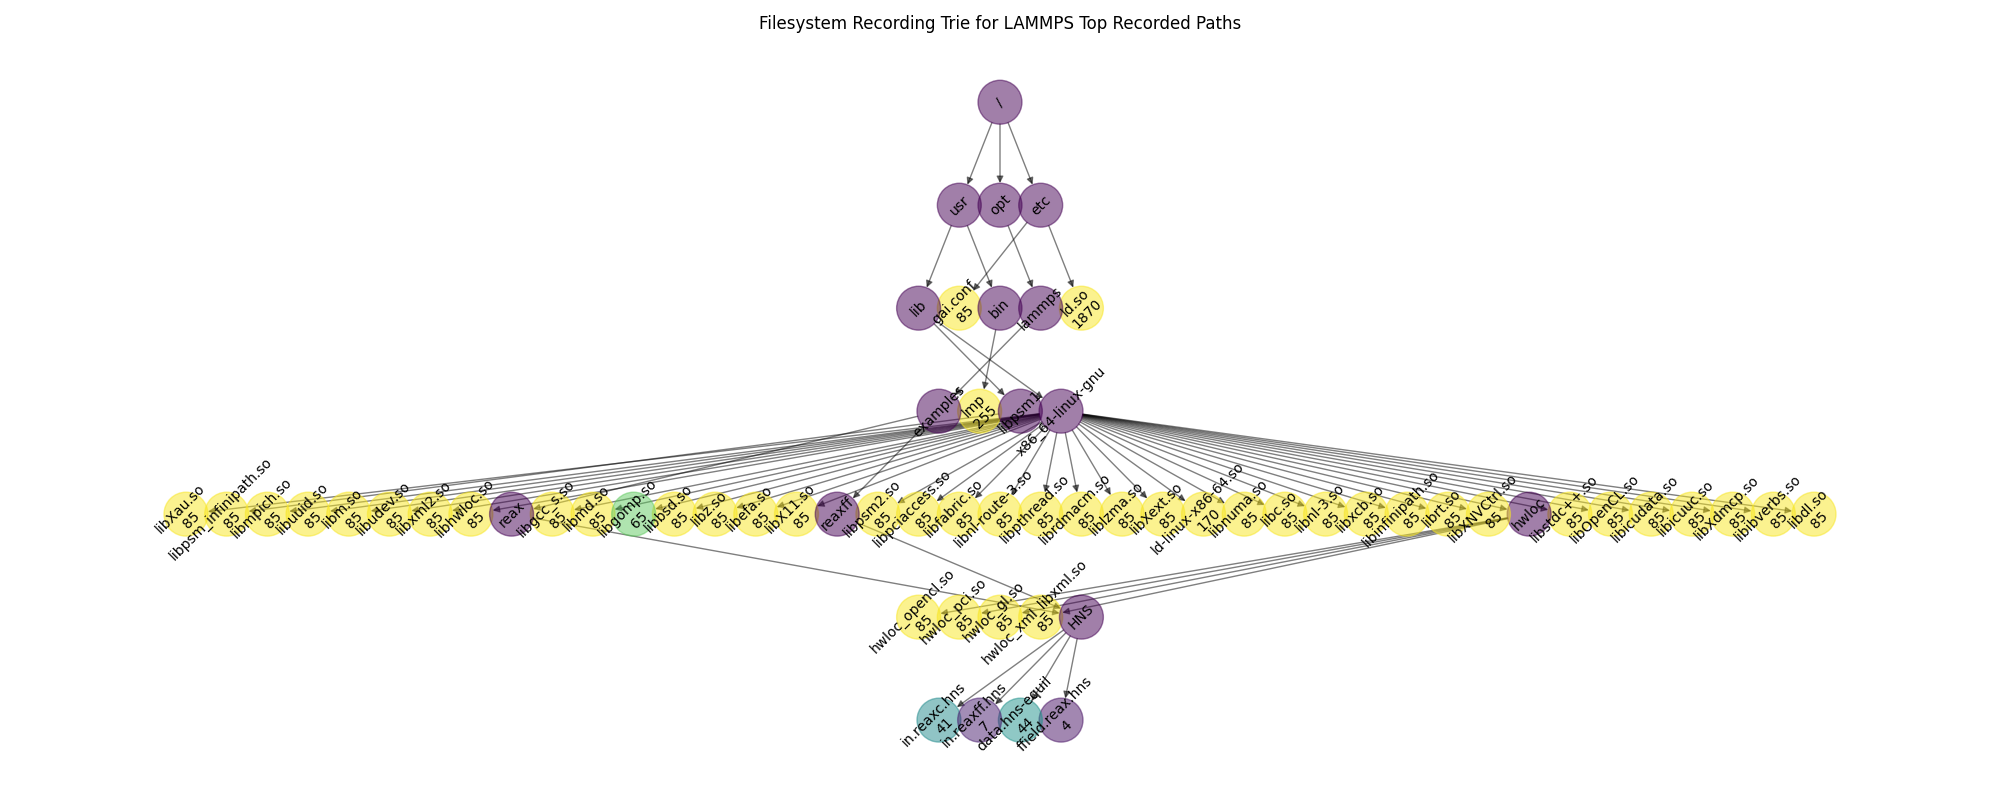 Filesystem Recording Trie for LAMMPS Top Recorded Paths
/
usr
opt
etc
lib
gai.conf
85
bin
lammps
ld.so
1870
examples
lmp
255
libpsm1
x86_64-linux-gnu
libXau.so
85
libpsm_infinipath.so
85
libmpich.so
85
libuuid.so
85
libm.so
85
libudev.so
85
libxml2.so
85
libhwloc.so
85
reax
libgcc_s.so
85
libmd.so
85
libgomp.so
65
libbsd.so
85
libz.so
85
libefa.so
85
libX11.so
85
reaxff
libpsm2.so
85
libpciaccess.so
85
libfabric.so
85
libnl-route-3-so
85
libpthread.so
85
librdmacm.so
85
liblzma.so
85
libXext.so
85
ld-linux-x86-64.so
170
libnuma.so
85
libc.so
85
libnl-3.so
85
libxcb.so
85
libinfinipath.so
85
librt.so
85
libXNVCtrl.so
85
hwloc
libstdc++.so
85
libOpenCL.so
85
libicudata.so
85
libicuuc.so
85
libXdmcp.so
85
libibverbs.so
85
libdl.so
85
hwloc_opencl.so
85
hwloc_pci.so
85
hwloc_gl.so
85
hwloc_xml_libxml.so
85
HNS
in.reaxc.hns
41
in.reaxff.hns
7
data.hns-equil
44
ffield.reax.hns
4